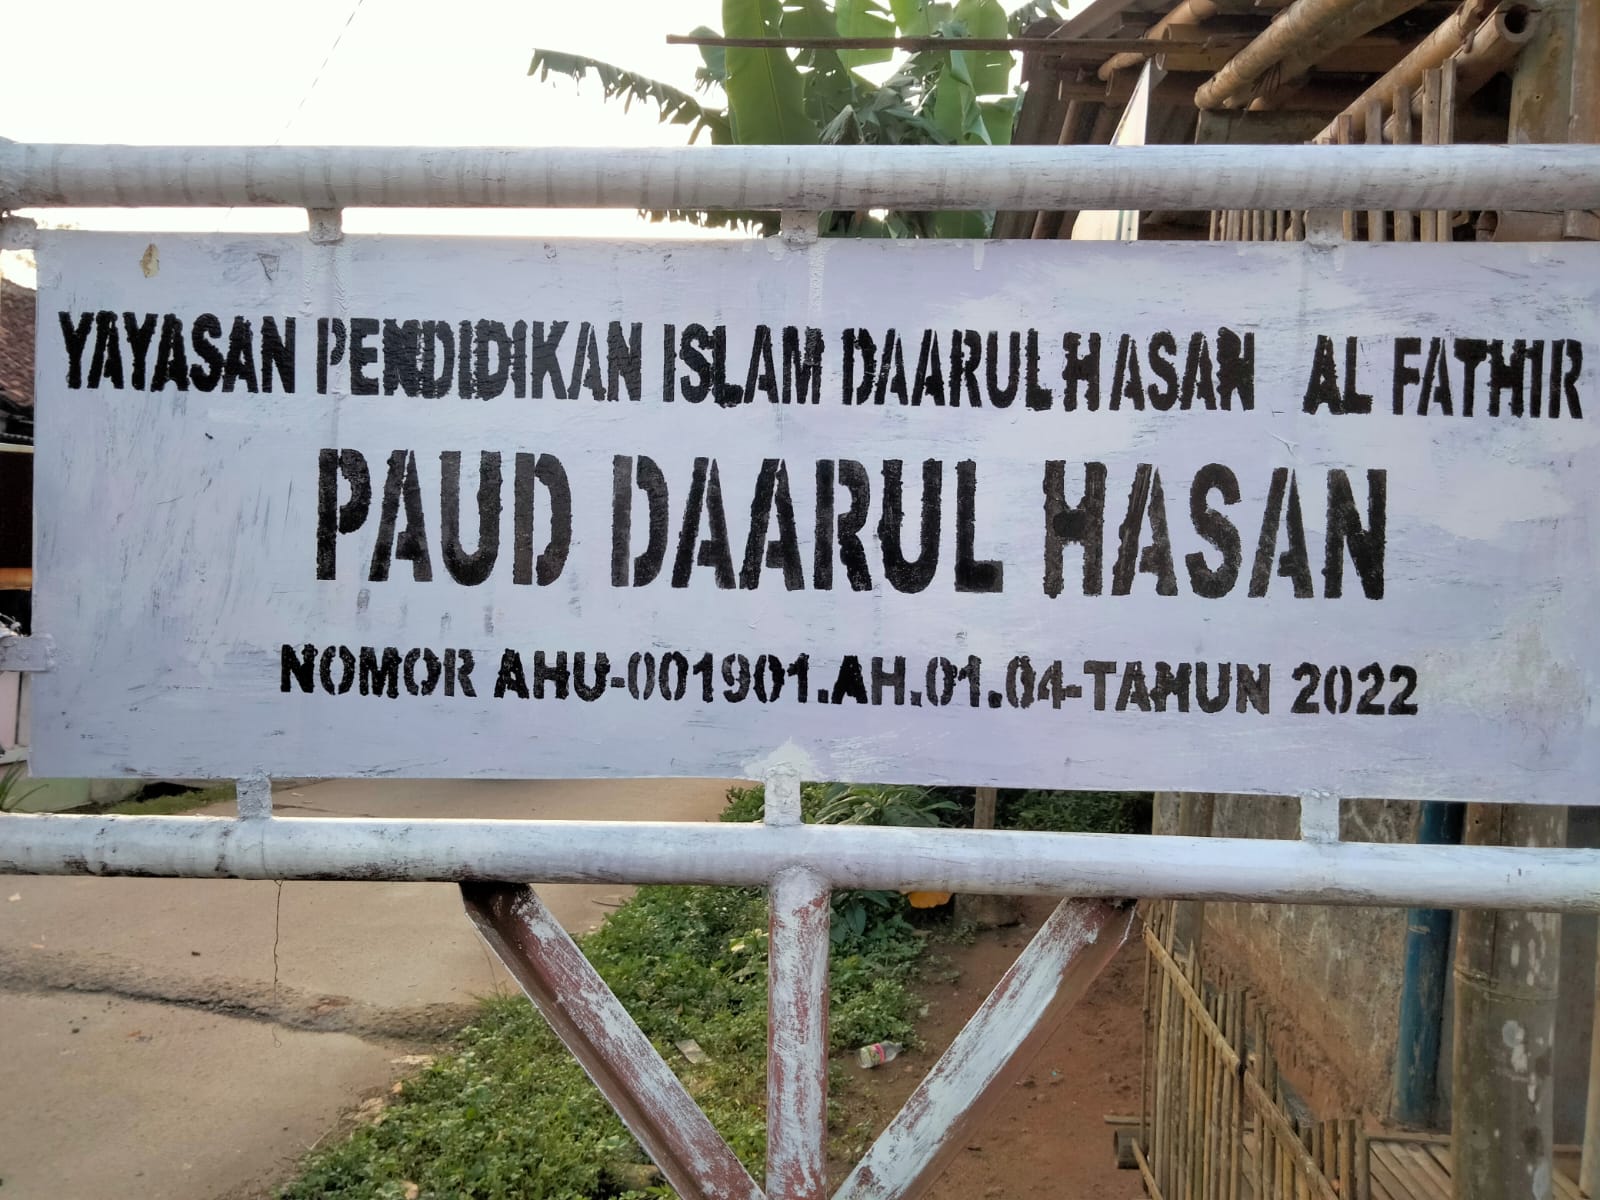 YAYASAN PENDIDIKAN ISLAM DAARUL HASAN AL FATHIR
PAUD DAARUL HASAN
NOMOR AHU-001901.AH.01.04-TAHUN 2022